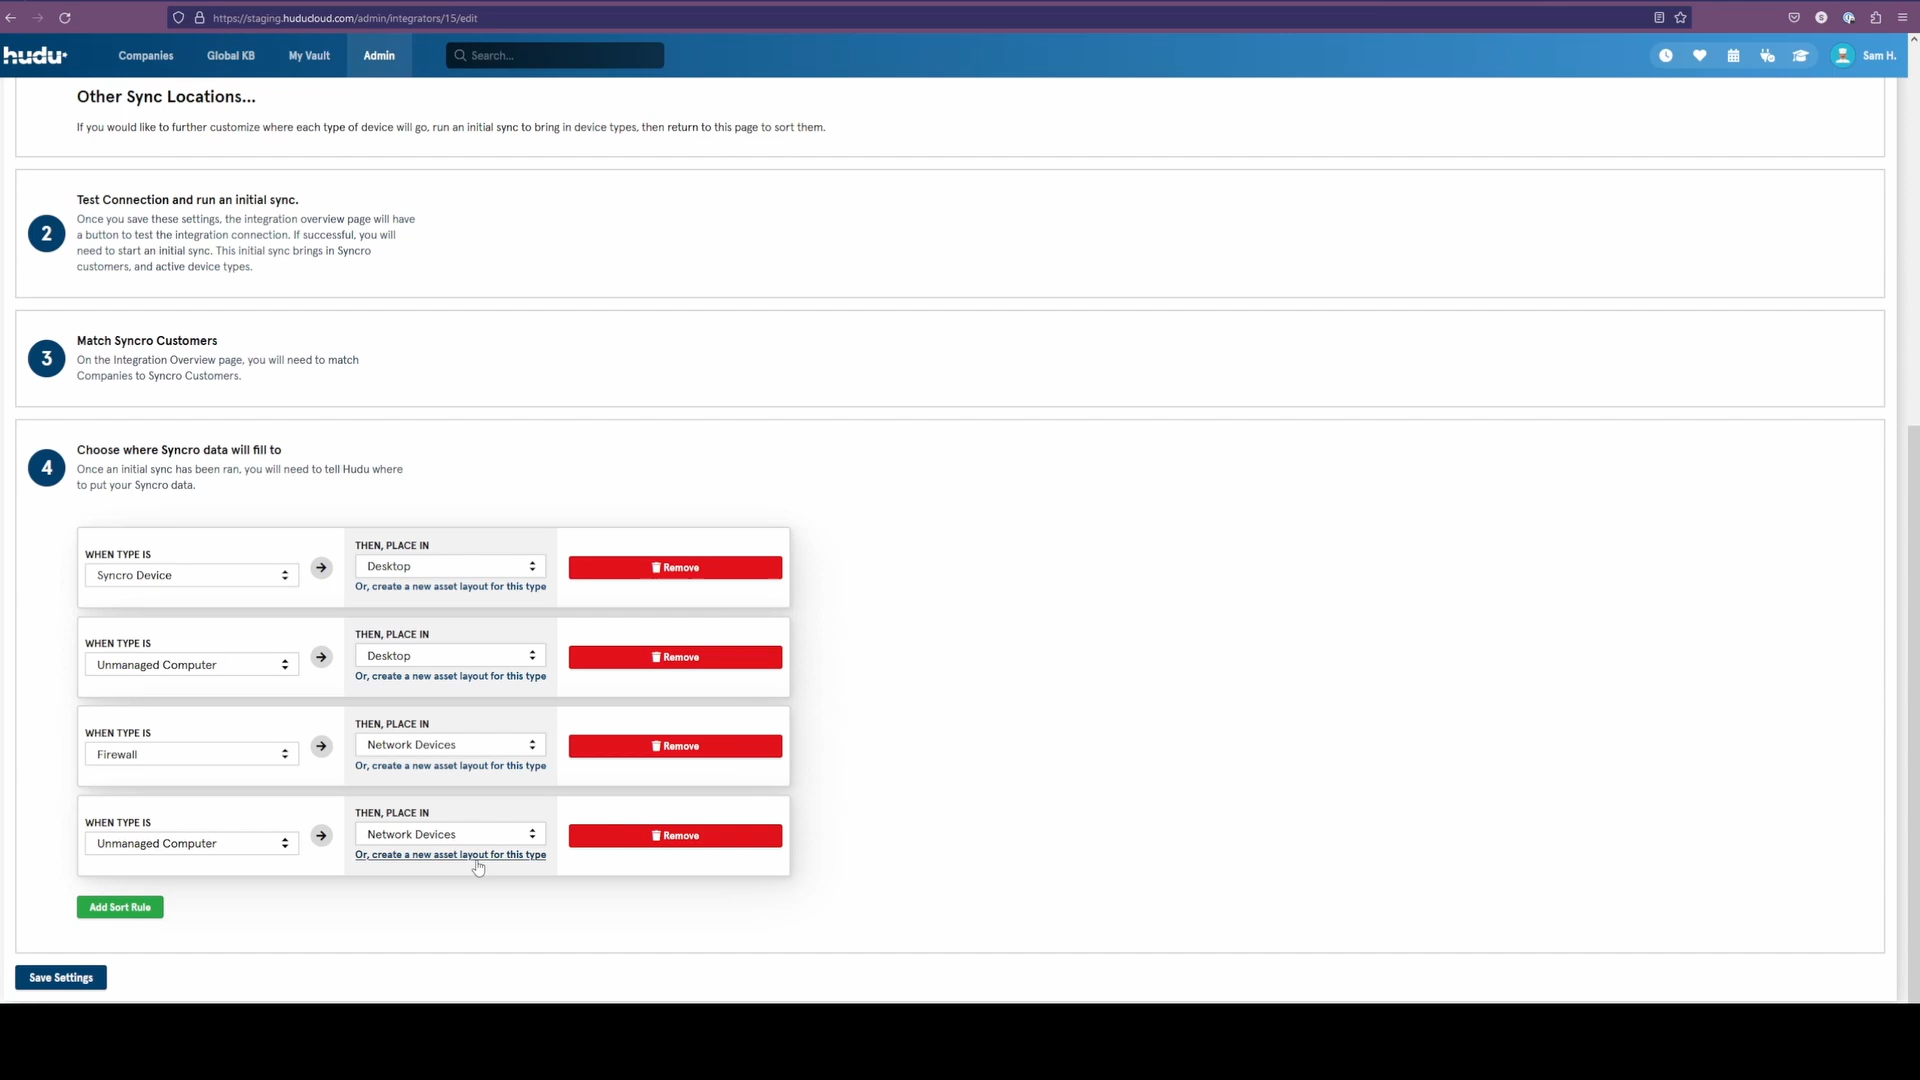 https://staging.huducloud.com/admin/integrators/15/edit
hudu
Companies
Global KB
My Vault
Admin
Search...
Sam H.
Other Sync Locations...
If you would like to further customize where each type of device will go, run an initial sync to bring in device types, then return to this page to sort them.
2
Test Connection and run an initial sync.
Once you save these settings, the integration overview page will have
a button to test the integration connection. If successful, you will
need to start an initial sync. This initial sync brings in Syncro
customers, and active device types.
3
Match Syncro Customers
On the Integration Overview page, you will need to match
Companies to Syncro Customers.
4
Choose where Syncro data will fill to
Once an initial sync has been ran, you will need to tell Hudu where
to put your Syncro data.
WHEN TYPE IS
Syncro Device
THEN, PLACE IN
Desktop
Or, create a new asset layout for this type
Remove
WHEN TYPE IS
Unmanaged Computer
THEN, PLACE IN
Desktop
Or, create a new asset layout for this type
Remove
WHEN TYPE IS
Firewall
THEN, PLACE IN
Network Devices
Or, create a new asset layout for this type
Remove
WHEN TYPE IS
Unmanaged Computer
THEN, PLACE IN
Network Devices
Or, create a new asset layout for this type
Remove
Add Sort Rule
Save Settings